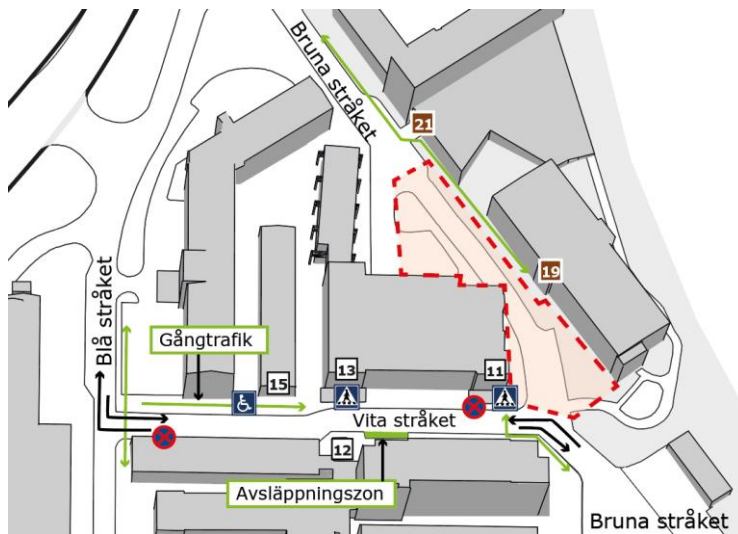 Bruna stråket
21
19
Blå stråket
Gångtrafik
15
13
11
Vita stråket
12
Avsläppningszon
Bruna stråket